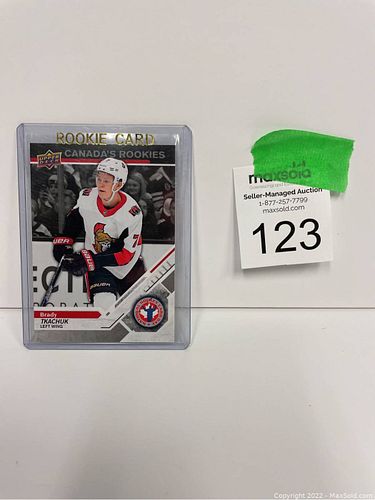 ROOKIE CARD
UPPER DECK
CANADA'S ROOKIES
Brady
TKACHUK
LEFT WING
maxsold
Seller-Managed Auction
1-877-257-7799
maxsold.com
123
© Copyright 2022 - MaxSold.com